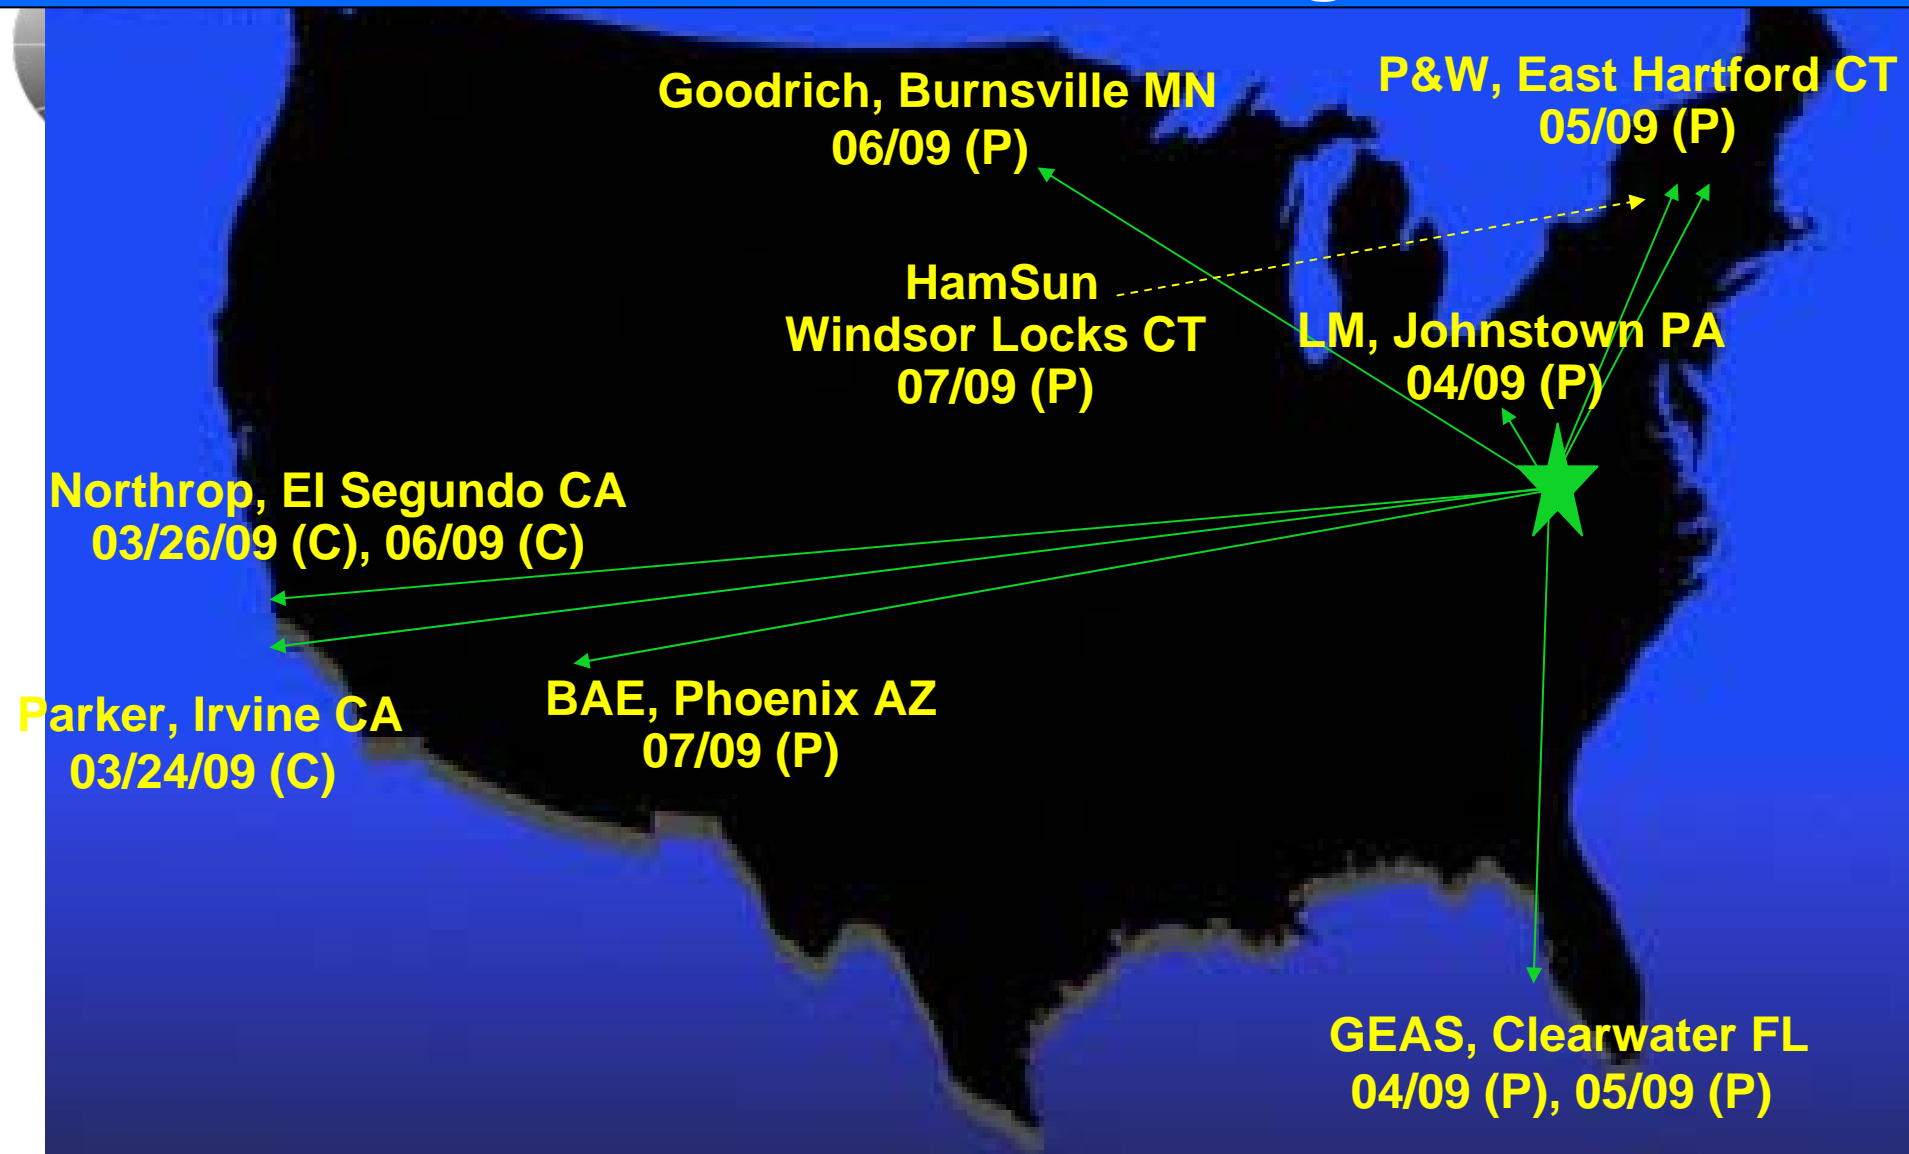 Goodrich, Burnsville MN
06/09 (P)
P&W, East Hartford CT
05/09 (P)
HamSun
Windsor Locks CT
07/09 (P)
LM, Johnstown PA
04/09 (P)
Northrop, El Segundo CA
03/26/09 (C), 06/09 (C)
Parker, Irvine CA
03/24/09 (C)
BAE, Phoenix AZ
07/09 (P)
GEAS, Clearwater FL
04/09 (P), 05/09 (P)